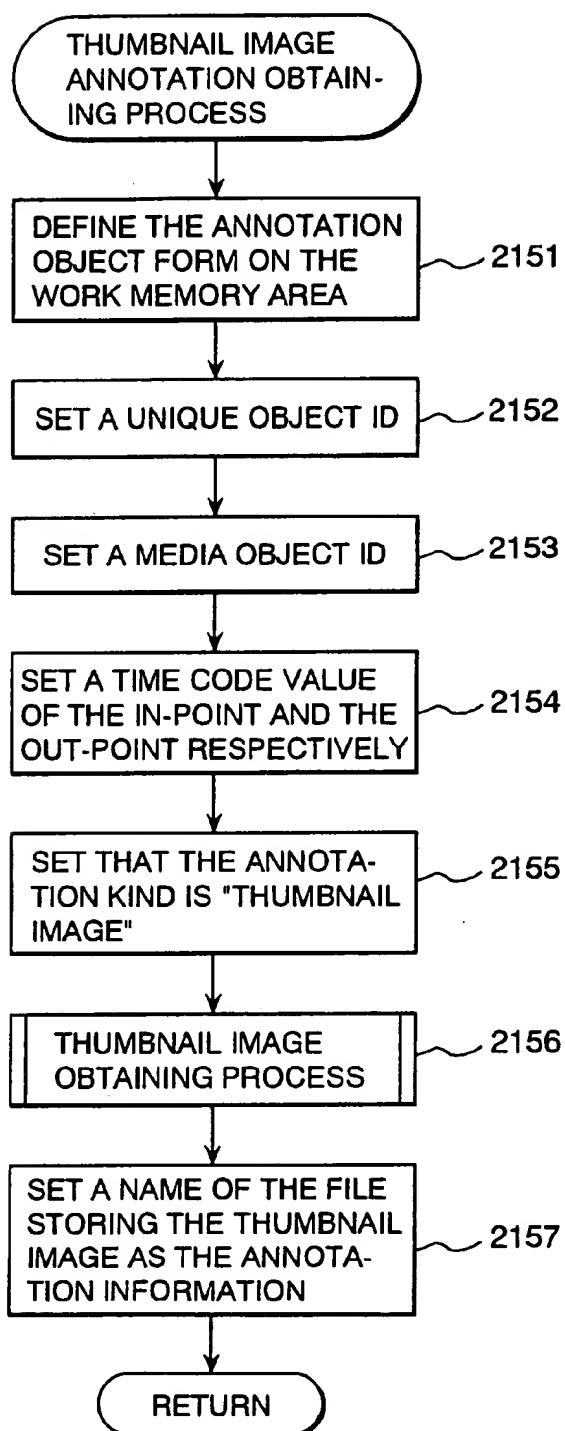 THUMBNAIL IMAGE
ANNOTATION OBTAIN-
ING PROCESS
DEFINE THE ANNOTATION
OBJECT FORM ON THE
WORK MEMORY AREA
2151
SET A UNIQUE OBJECT ID
2152
SET A MEDIA OBJECT ID
2153
SET A TIME CODE VALUE
OF THE IN-POINT AND THE
OUT-POINT RESPECTIVELY
2154
SET THAT THE ANNOTA-
TION KIND IS "THUMBNAIL
IMAGE"
2155
THUMBNAIL IMAGE
OBTAINING PROCESS
2156
SET A NAME OF THE FILE
STORING THE THUMBNAIL
IMAGE AS THE ANNOTA-
TION INFORMATION
2157
RETURN